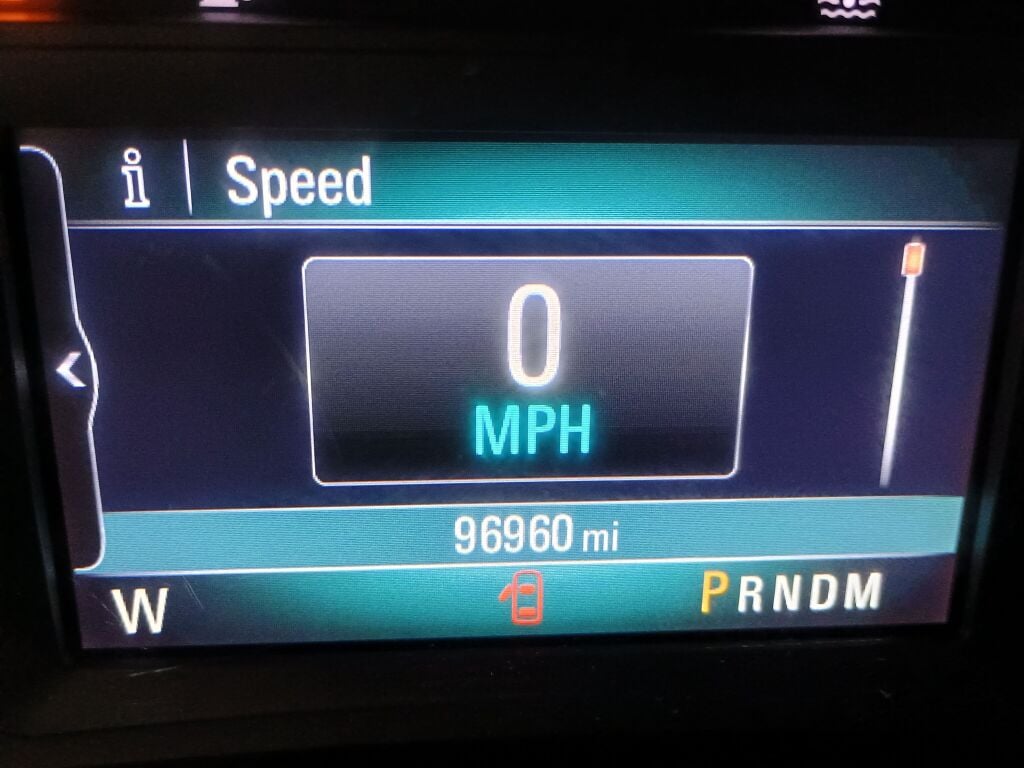 i Speed
0
MPH
96960 mi
W PRNDM